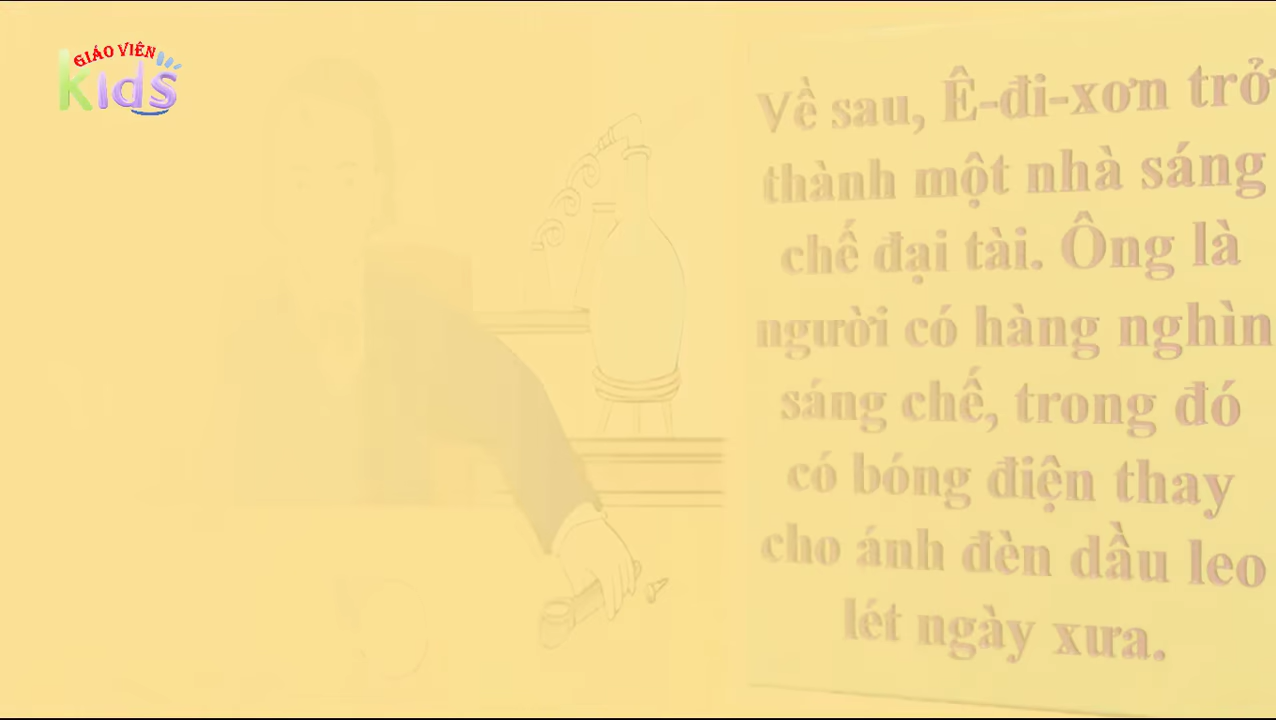 GIÁO VIÊN
kids
Về sau, Ê-đi-xơn trở
thành một nhà sáng
chế đại tài. Ông là
người có hàng nghìn
sáng chế, trong đó
có bóng điện thay
cho ánh đèn dầu leo
lét ngày xưa.